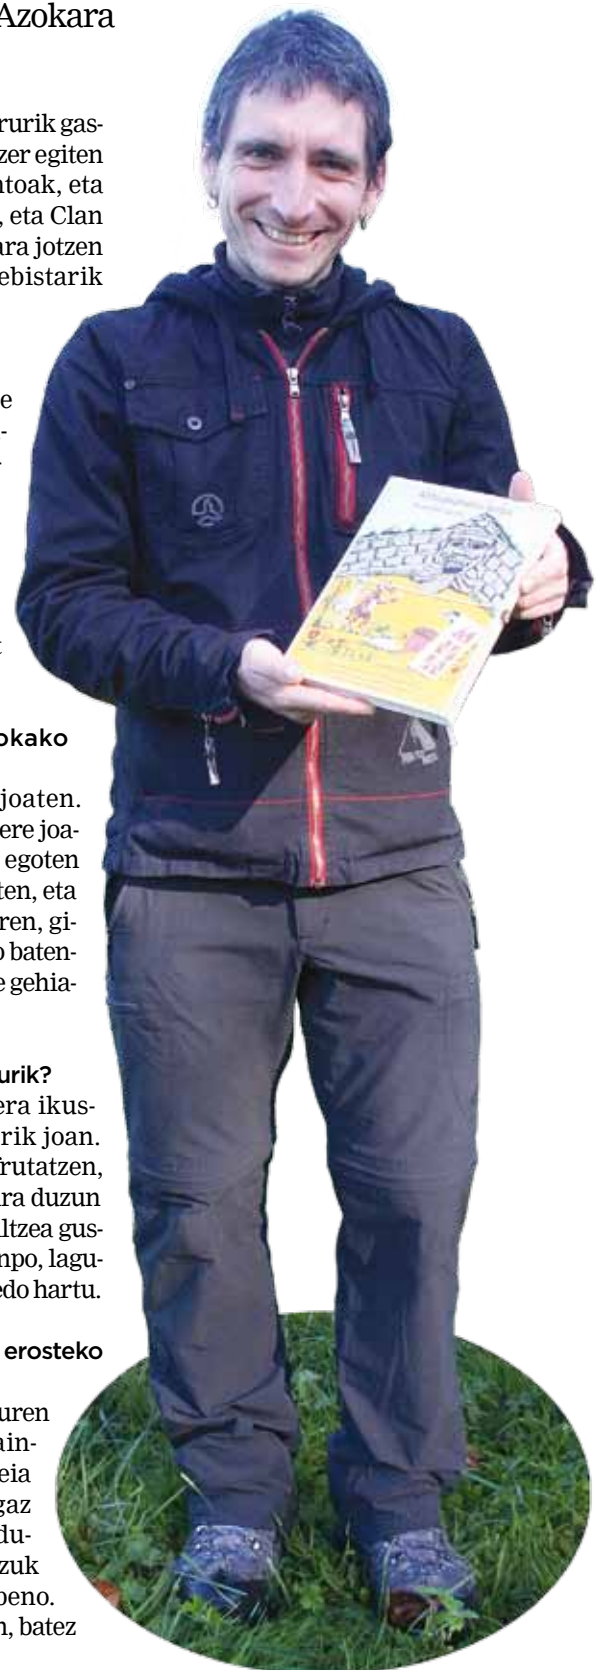 Azokara
rurik gas-
zer egiten
ntoak, eta
, eta Clan
ara jotzen
ebistarik
e
-
okako
joaten.
ere joa-
egoten
ten, eta
ren, gi-
o baten-
e gehia-
urik?
era ikus-
rik joan.
frutatzen,
ara duzun
ltzea gus-
npo, lagu-
edo hartu.
erosteko
uren
ain-
eia
gaz
du-
zuk
beno.
n, batez